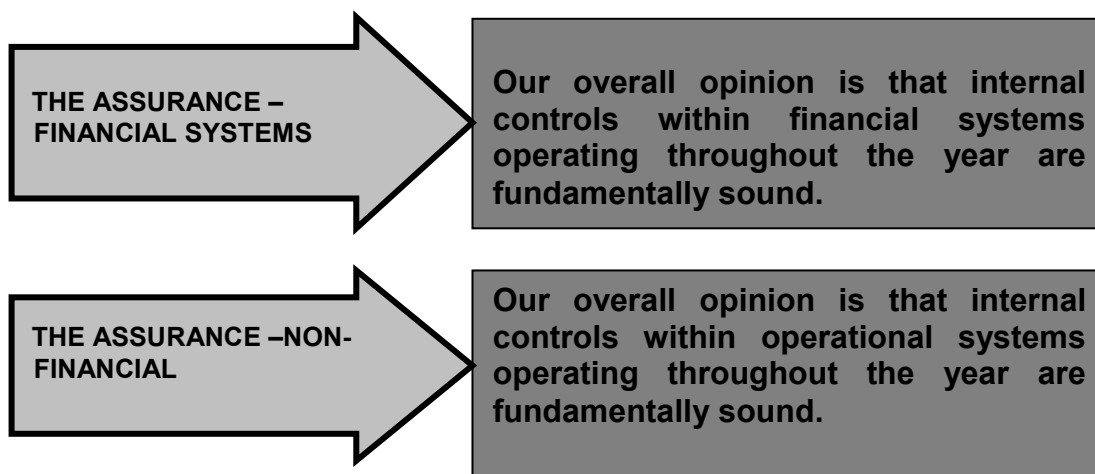 THE ASSURANCE –
FINANCIAL SYSTEMS
Our overall opinion is that internal
controls within financial systems
operating throughout the year are
fundamentally sound.
THE ASSURANCE –NON-
FINANCIAL
Our overall opinion is that internal
controls within operational systems
operating throughout the year are
fundamentally sound.